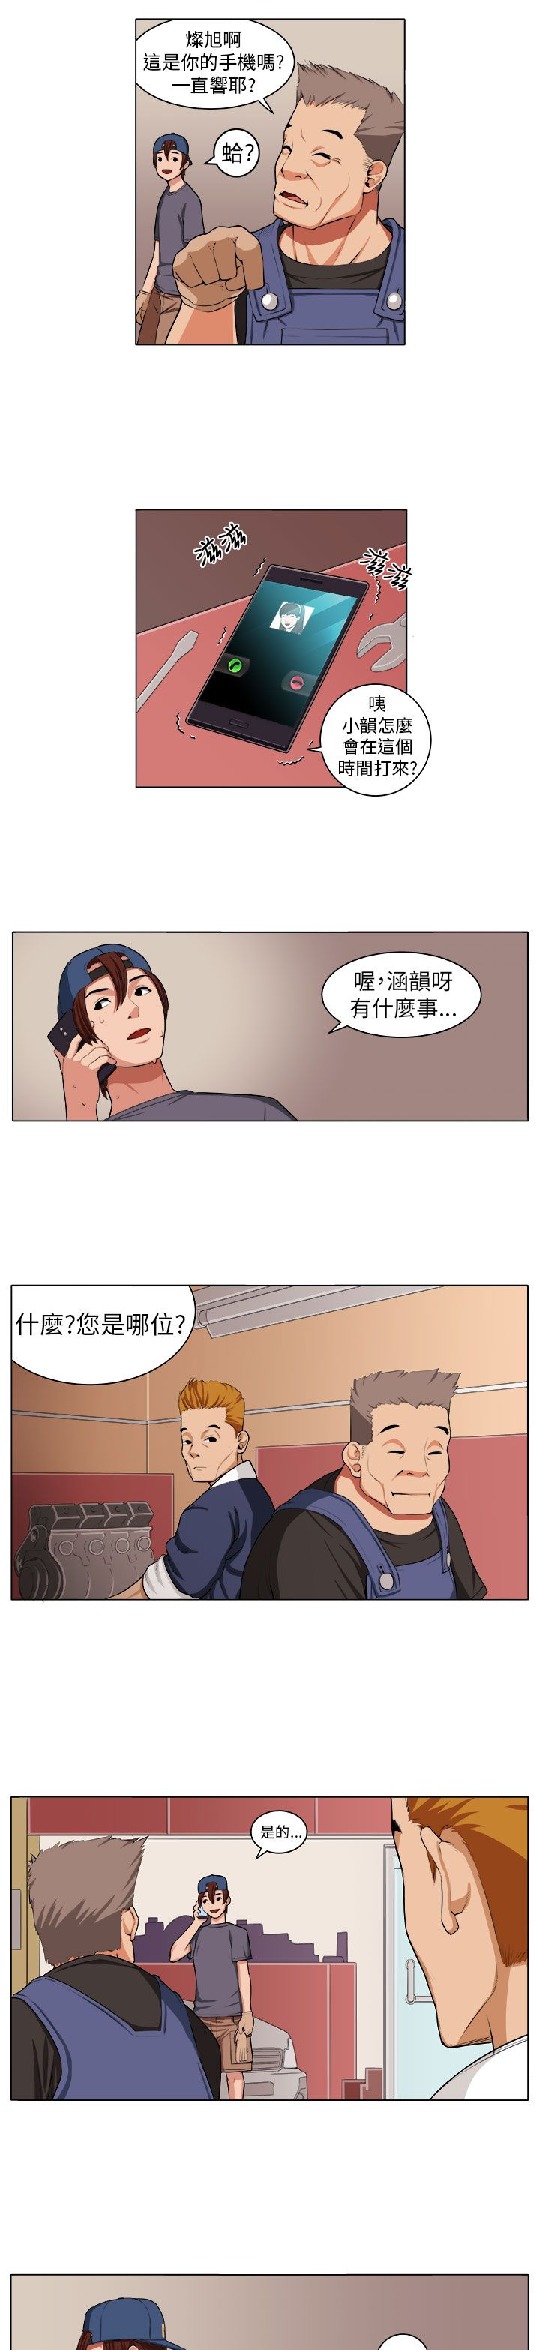 燦旭啊
這是你的手機嗎?
一直響耶?
蛤?
滋滋
滋滋
咦
小韻怎麼
會在這個
時間打來?
喔,涵韻呀
有什麼事...
什麼?您是哪位?
是的...